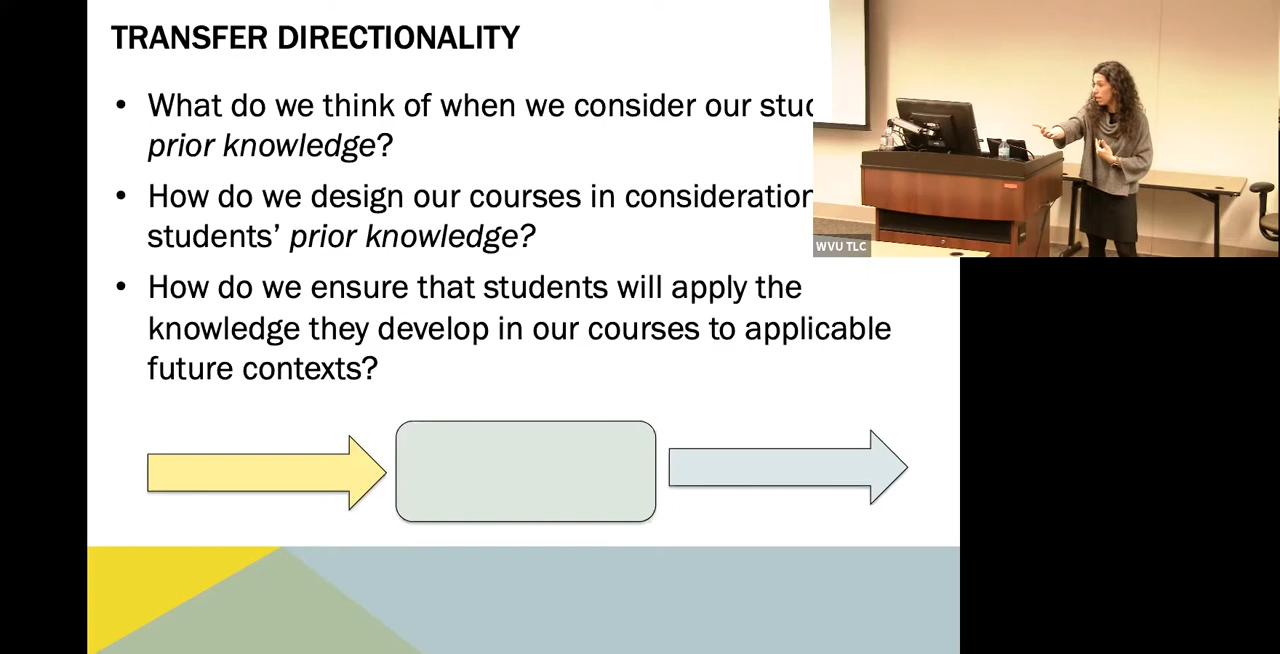 TRANSFER DIRECTIONALITY
• What do we think of when we consider our
prior knowledge?
• How do we design our courses in consideration
students’ prior knowledge?
• How do we ensure that students will apply the
knowledge they develop in our courses to applicable
future contexts?
WVU TLC